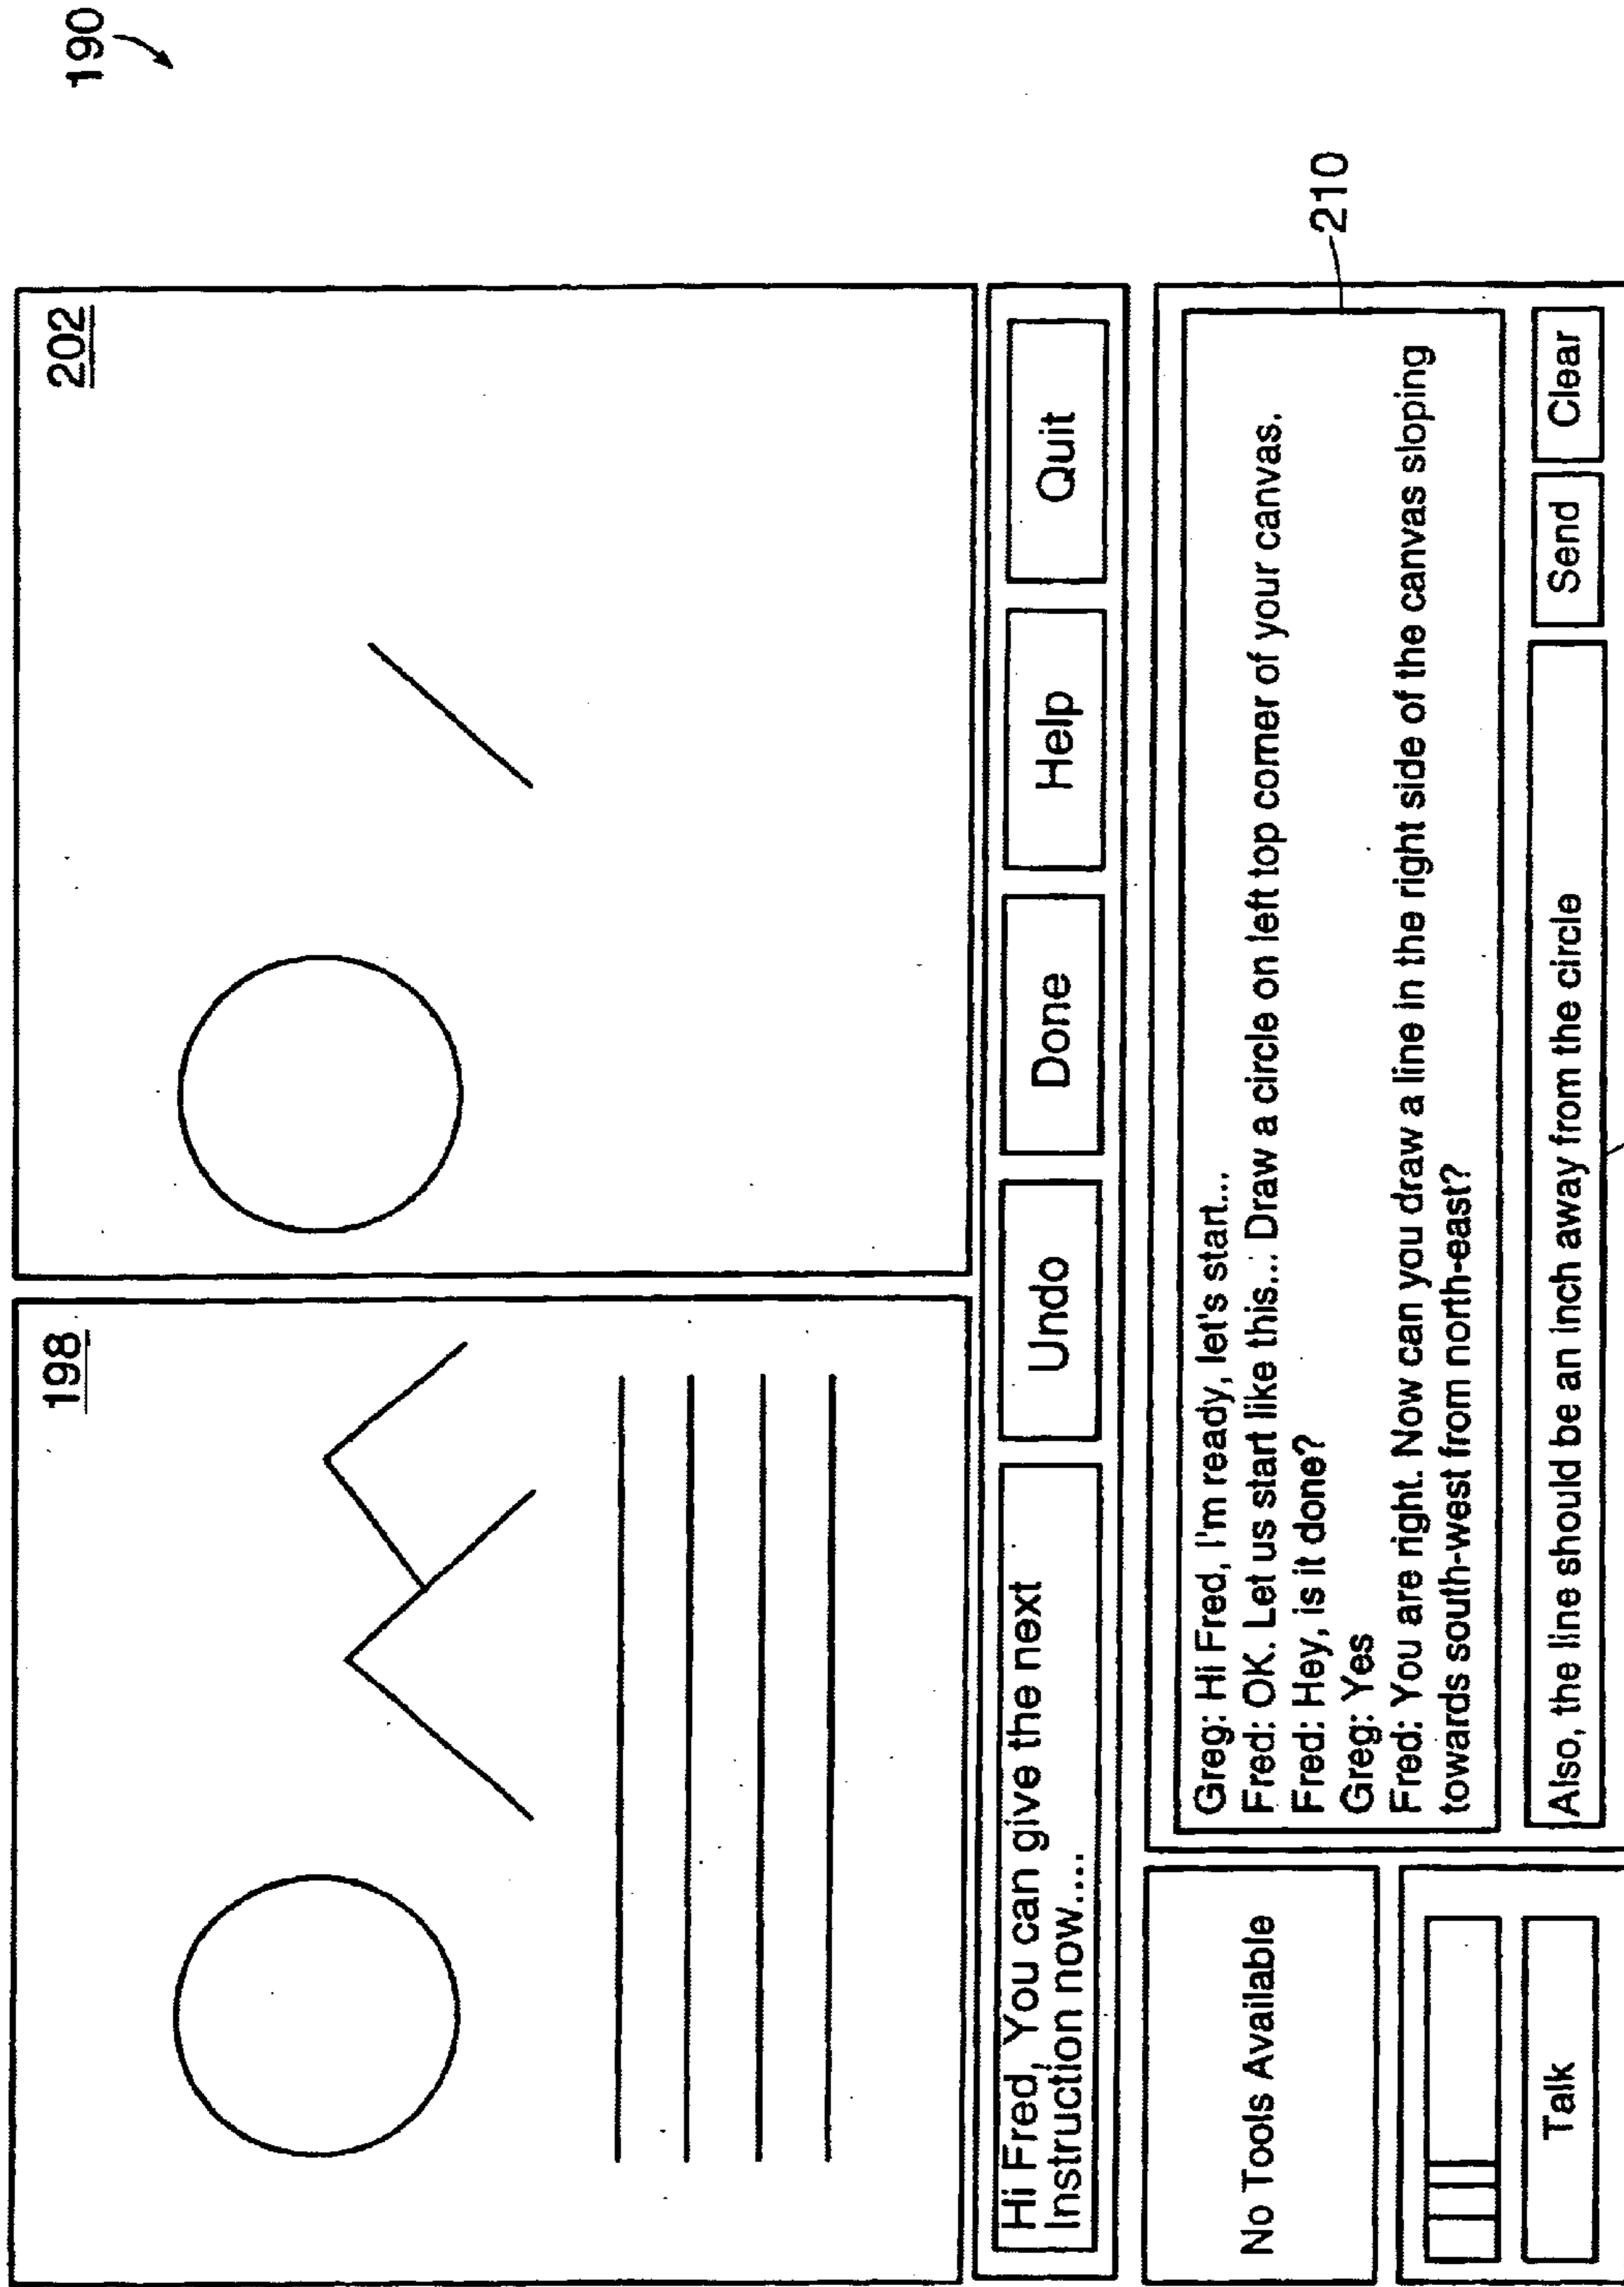 190
198
202
Hi Fred, You can give the next
Instruction now....
Undo
Done
Help
Quit
No Tools Available
Talk
210
Greg: Hi Fred, I'm ready, let's start...
Fred: OK. Let us start like this... Draw a circle on left top corner of your canvas.
Fred: Hey, is it done?
Greg: Yes
Fred: You are right. Now can you draw a line in the right side of the canvas sloping
towards south-west from north-east?
Also, the line should be an inch away from the circle
Send
Clear